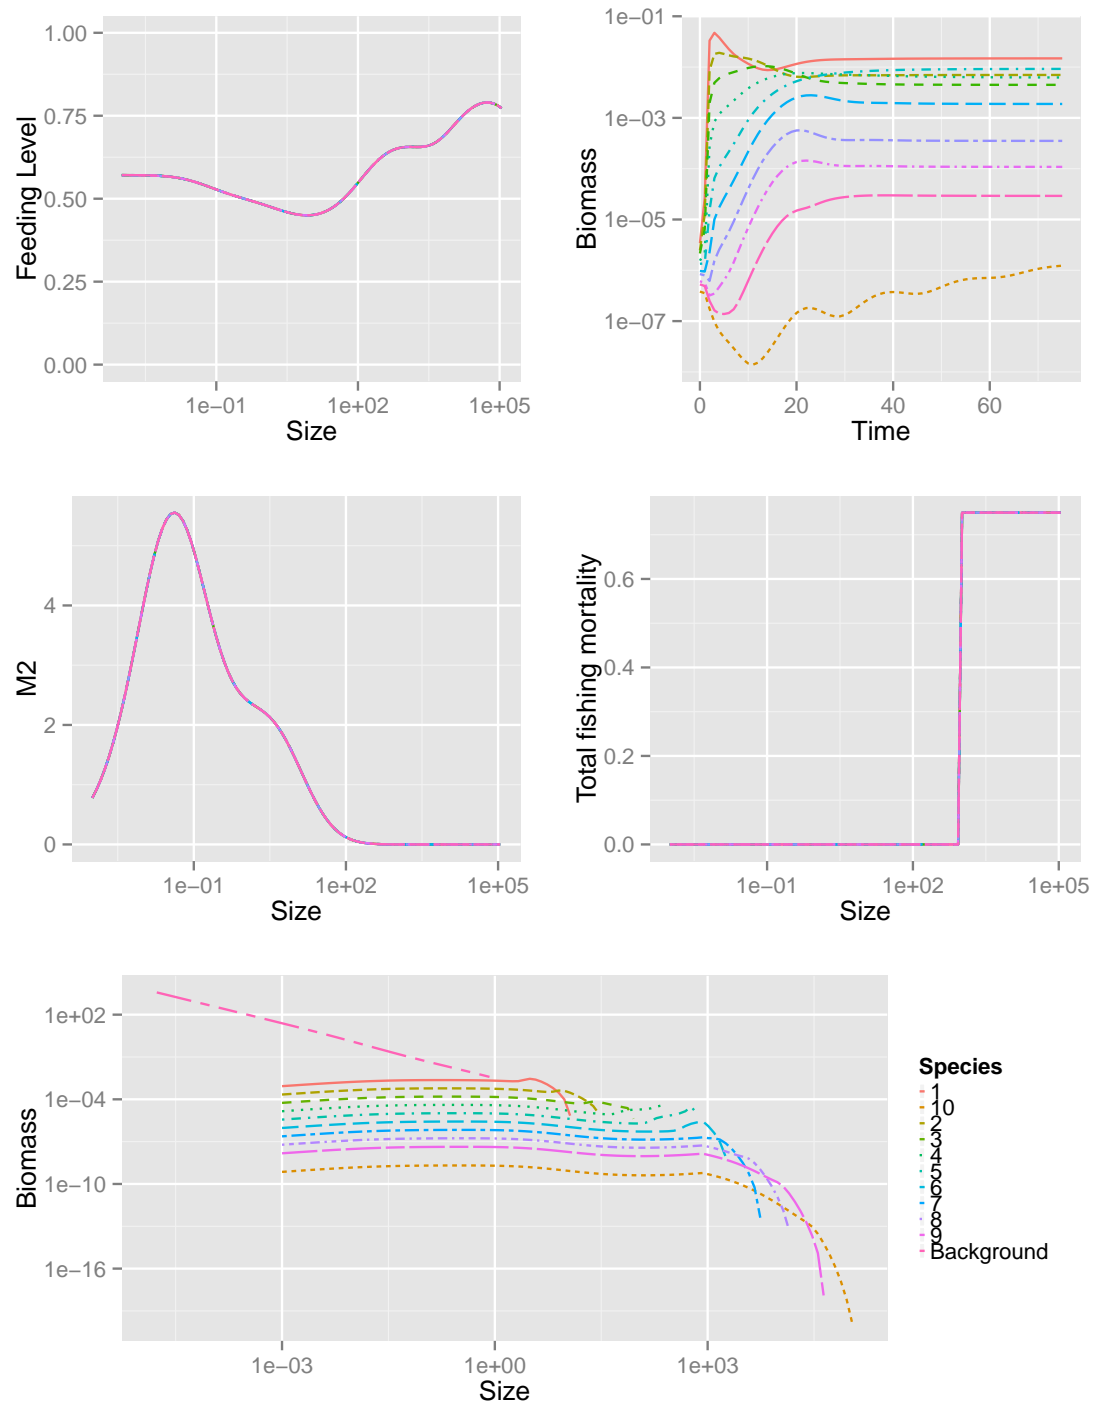 1.00
0.75
0.50
0.25
0.00
Feeding Level
1e−01 1e+02 1e+05
Size
1e−01
1e−03
1e−05
1e−07
Biomass
0 20 40 60
Time
4
2
0
M2
1e−01 1e+02 1e+05
Size
0.6
0.4
0.2
0.0
Total fishing mortality
1e−01 1e+02 1e+05
Size
1e+02
1e−04
1e−10
1e−16
Biomass
1e−03 1e+00 1e+03
Size
Species
1
10
2
3
4
5
6
7
8
9
Background